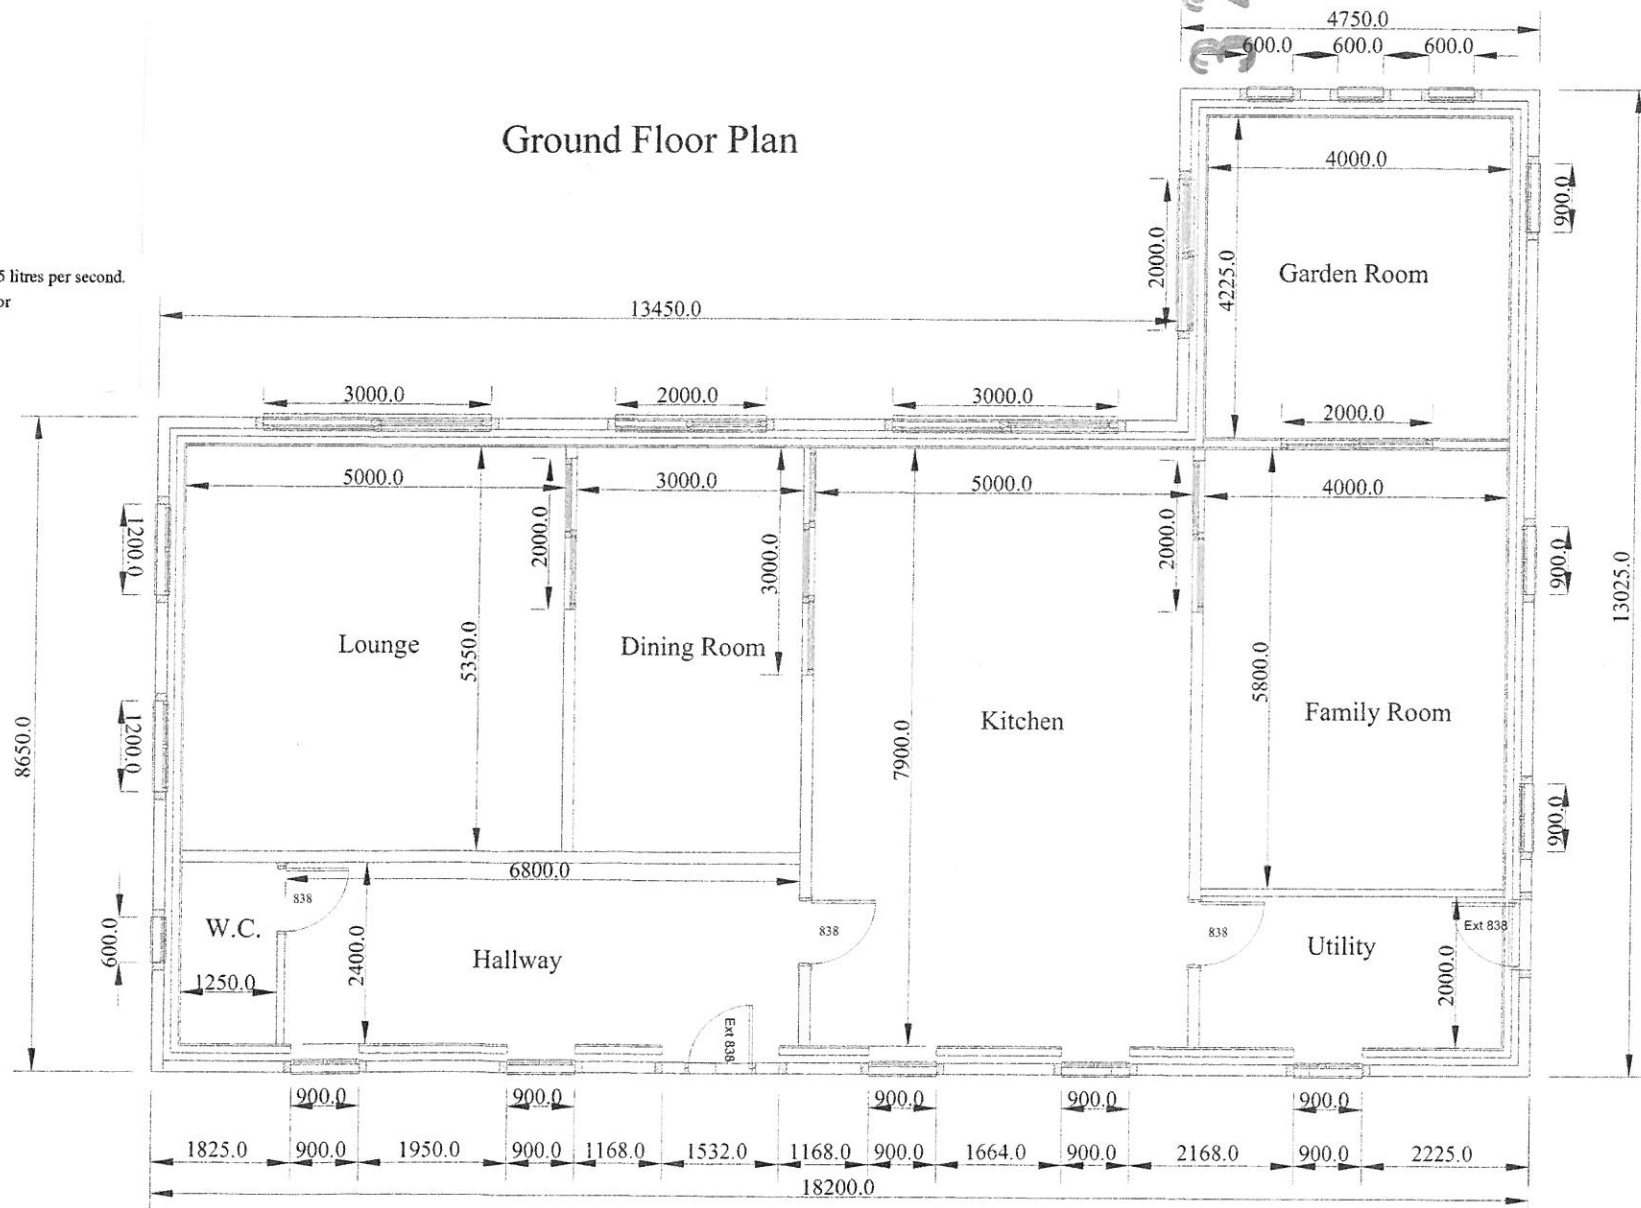 4750.0
600.0 600.0 600.0
Ground Floor Plan
4000.0
900.0
2000.0
4225.0
Garden Room
5 litres per second.
or
13450.0
3000.0 2000.0 3000.0
2000.0
5000.0 3000.0 5000.0 4000.0
1200.0
2000.0
3000.0
2000.0
900.0
13025.0
Lounge
5350.0
Dining Room
5800.0
8650.0
1200.0
7900.0
Kitchen
Family Room
900.0
6800.0
838
600.0
W.C.
2400.0
Hallway
838
838
Utility
Ext 838
1250.0
2000.0
Ext 838
900.0 900.0 900.0 900.0 900.0
1825.0 900.0 1950.0 900.0 1168.0 1532.0 1168.0 900.0 1664.0 900.0 2168.0 900.0 2225.0
18200.0